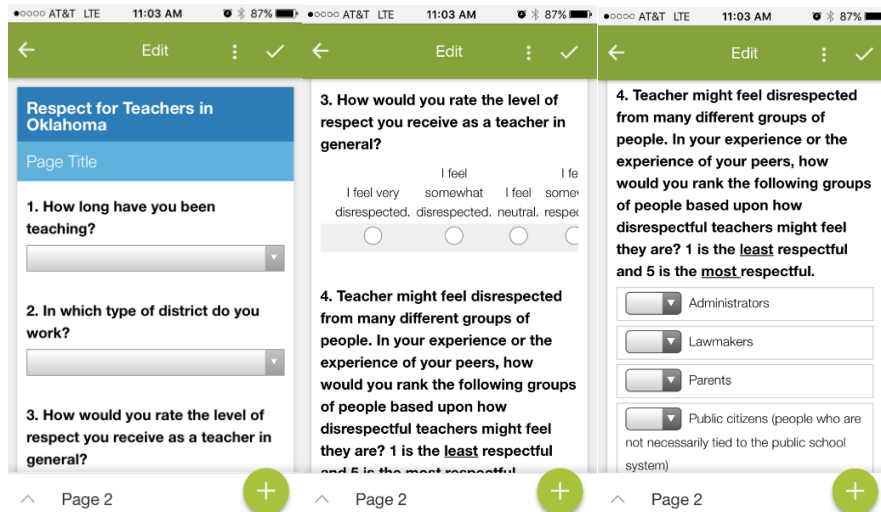 ●○○○○ AT&T LTE 11:03 AM 87%
Edit
Respect for Teachers in
Oklahoma
Page Title
1. How long have you been
teaching?
2. In which type of district do you
work?
3. How would you rate the level of
respect you receive as a teacher in
general?
Page 2
●○○○○ AT&T LTE 11:03 AM 87%
Edit
3. How would you rate the level of
respect you receive as a teacher in
general?
I feel I fe
I feel very somewhat I feel somew
disrespected. disrespected. neutral. respec
4. Teacher might feel disrespected
from many different groups of
people. In your experience or the
experience of your peers, how
would you rank the following groups
of people based upon how
disrespectful teachers might feel
they are? 1 is the least respectful
and 5 is the most respectful.
Page 2
●○○○○ AT&T LTE 11:03 AM 87%
Edit
4. Teacher might feel disrespected
from many different groups of
people. In your experience or the
experience of your peers, how
would you rank the following groups
of people based upon how
disrespectful teachers might feel
they are? 1 is the least respectful
and 5 is the most respectful.
Administrators
Lawmakers
Parents
Public citizens (people who are
not necessarily tied to the public school
system)
Page 2